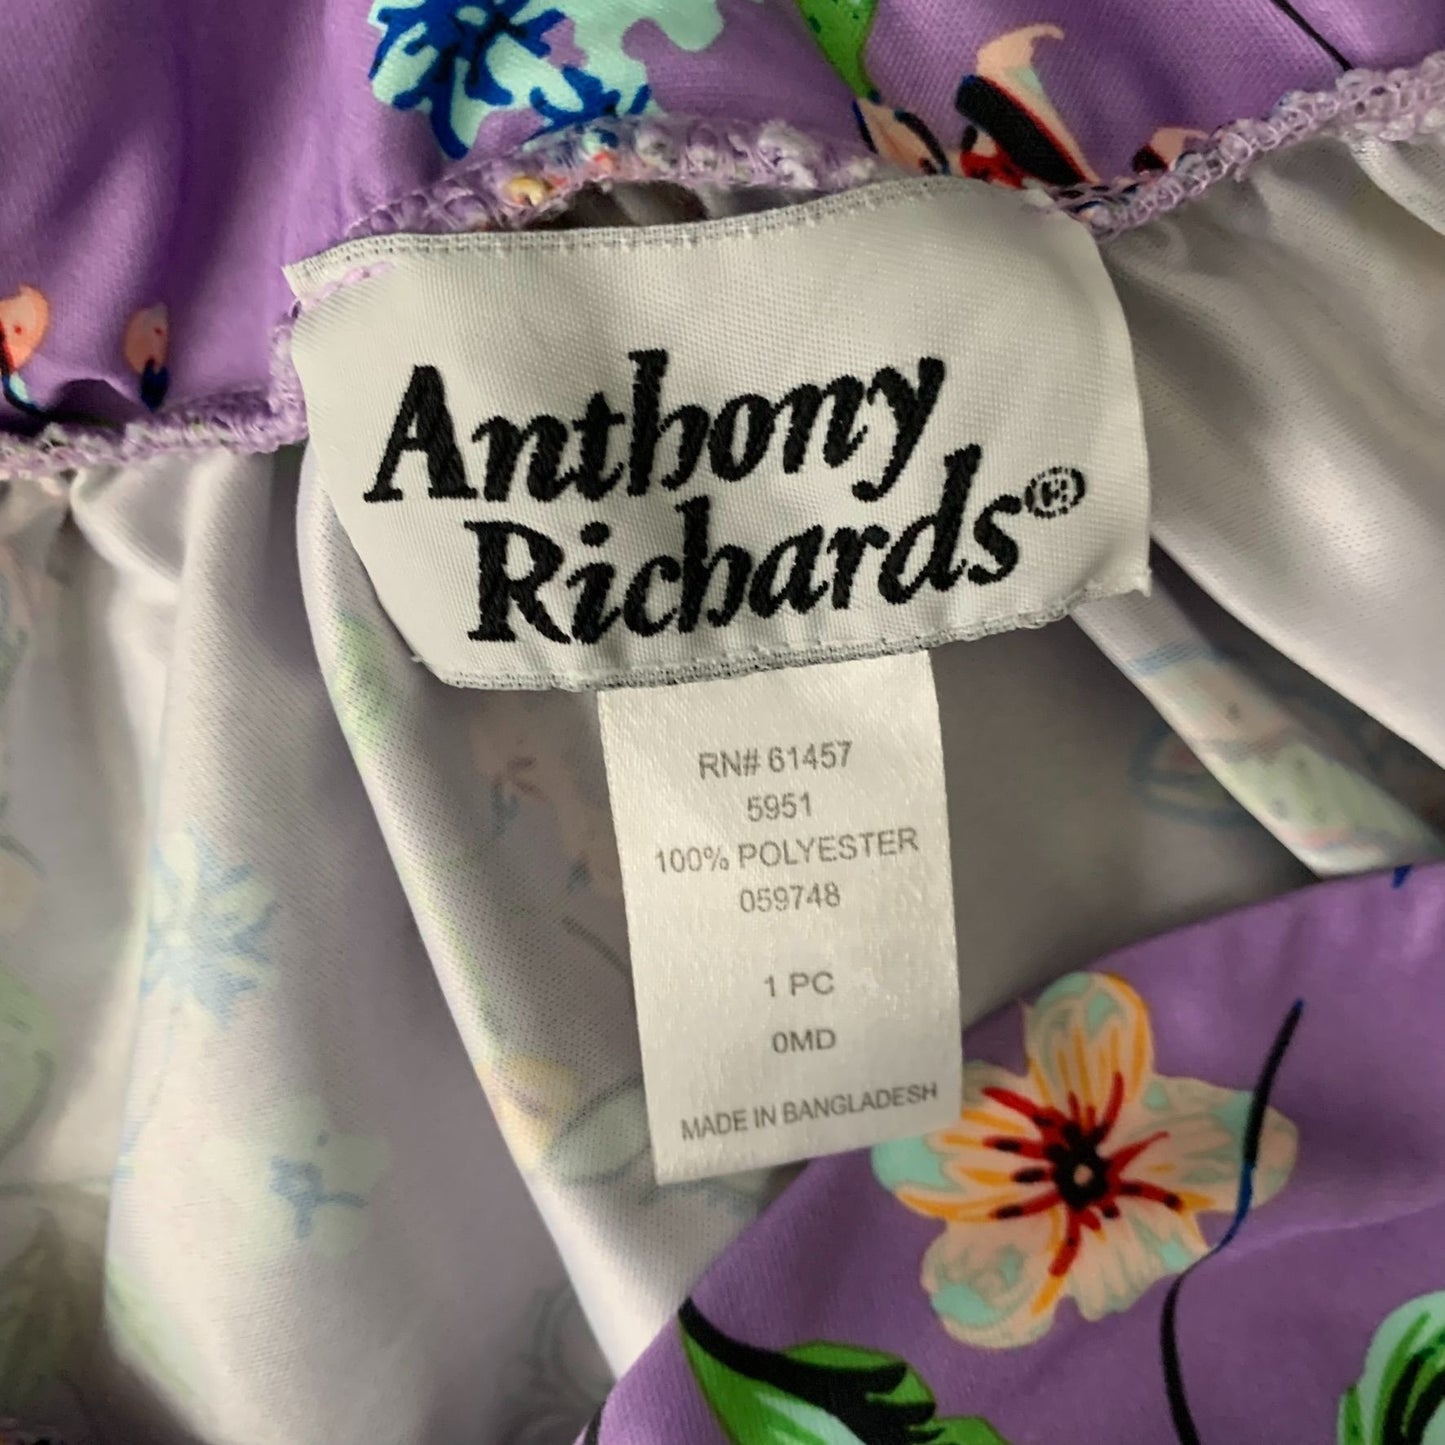 Anthony
Richards®
RN# 61457
5951
100% POLYESTER
059748
1 PC
0MD
MADE IN BANGLADESH